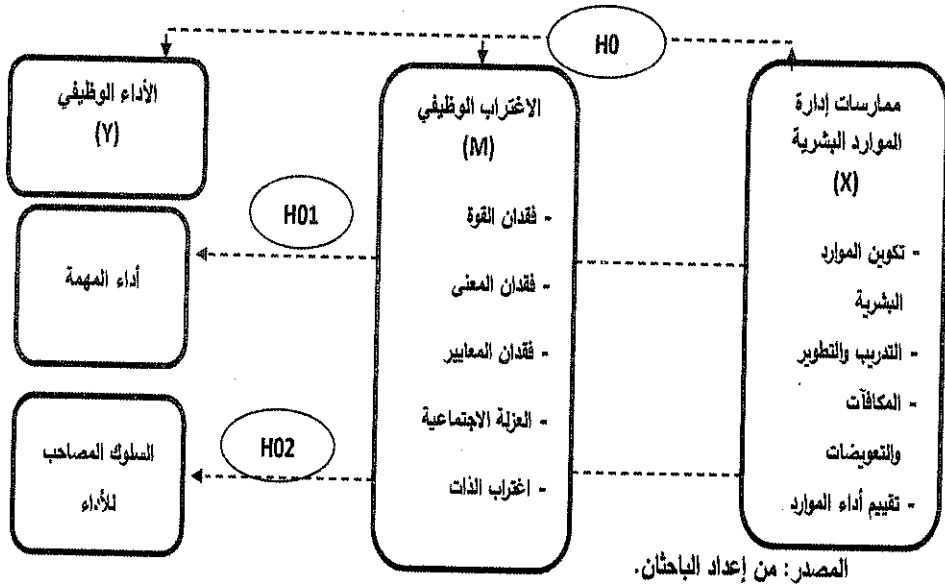 H0
ممارسات إدارة
الموارد البشرية
(X)
- تكوين الموارد
البشرية
- التدريب والتطوير
- المكافآت
والتعويضات
- تقييم أداء الموارد
الاغتراب الوظيفي
(M)
- فقدان القوة
- فقدان المعنى
- فقدان المعايير
- العزلة الاجتماعية
- اغتراب الذات
H01
H02
الأداء الوظيفي
(Y)
أداء المهمة
السلوك المصاحب
للأداء
المصدر: من إعداد الباحثان.